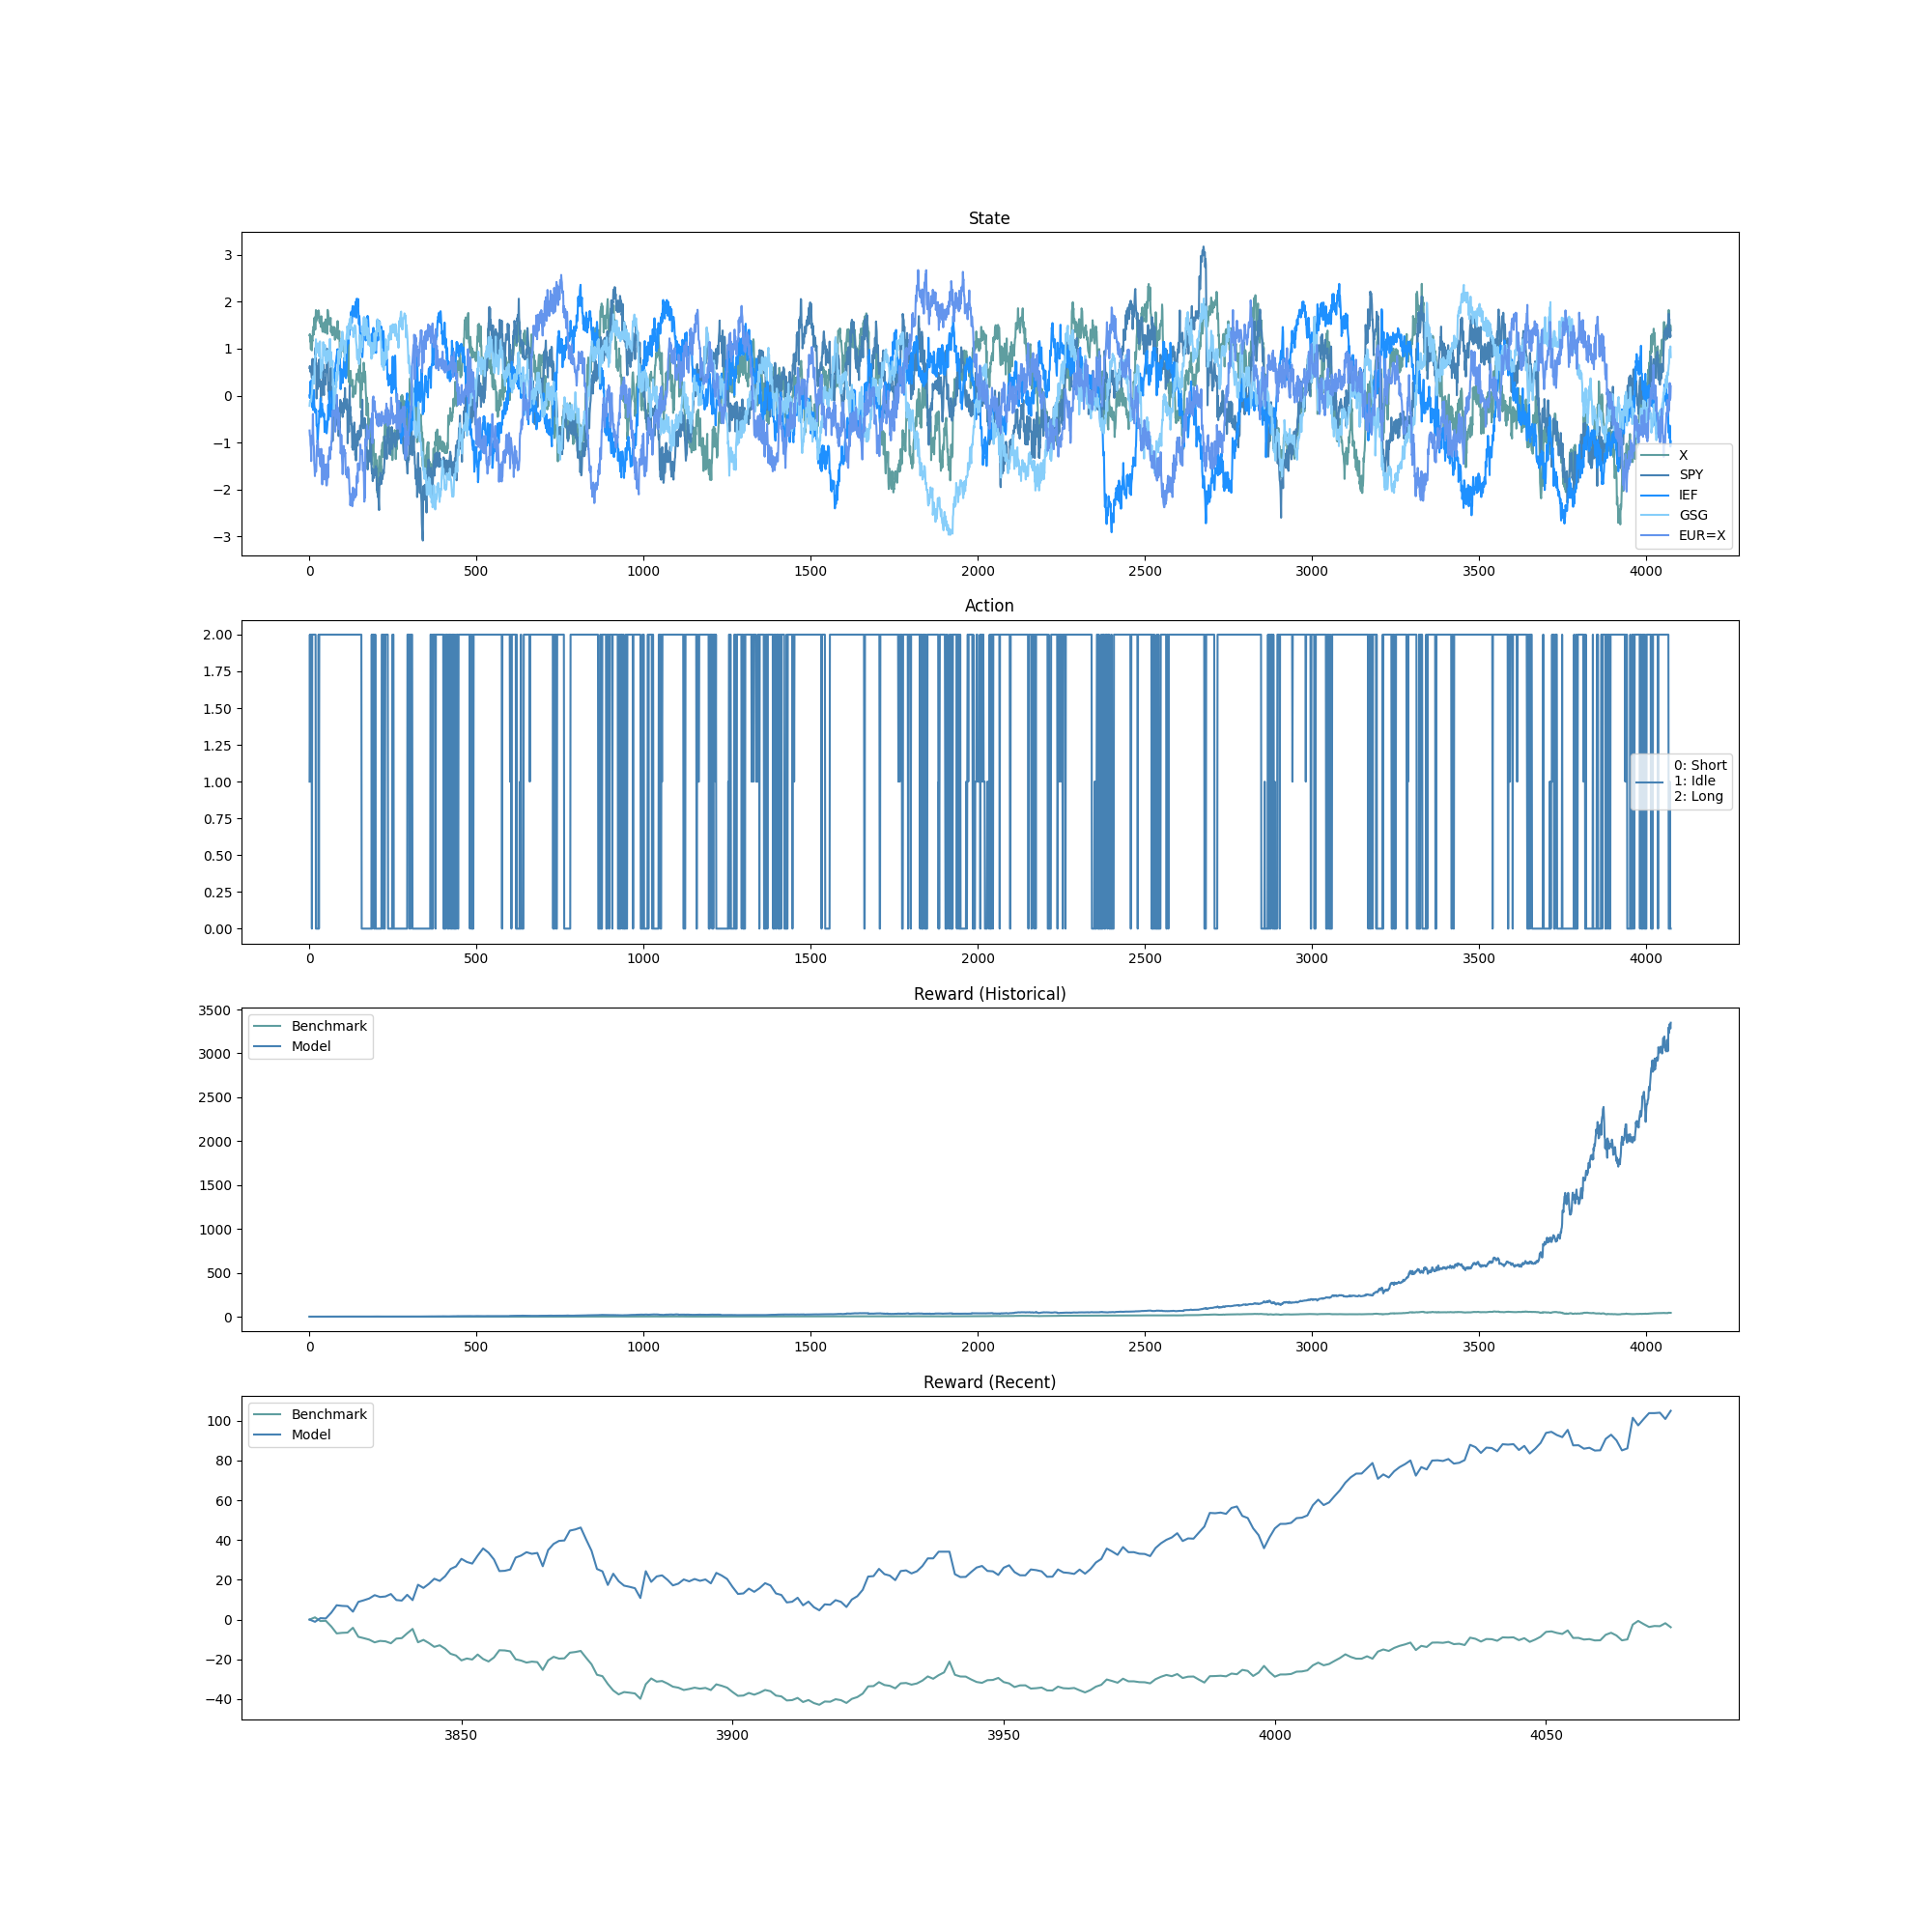 State
3
2
1
0
−1
−2
−3
X
SPY
IEF
GSG
EUR=X
0 500 1000 1500 2000 2500 3000 3500 4000
Action
2.00
1.75
1.50
1.25
1.00
0.75
0.50
0.25
0.00
0: Short
1: Idle
2: Long
0 500 1000 1500 2000 2500 3000 3500 4000
Reward (Historical)
3500
3000
2500
2000
1500
1000
500
0
Benchmark
Model
0 500 1000 1500 2000 2500 3000 3500 4000
Reward (Recent)
100
80
60
40
20
0
−20
−40
Benchmark
Model
3850 3900 3950 4000 4050